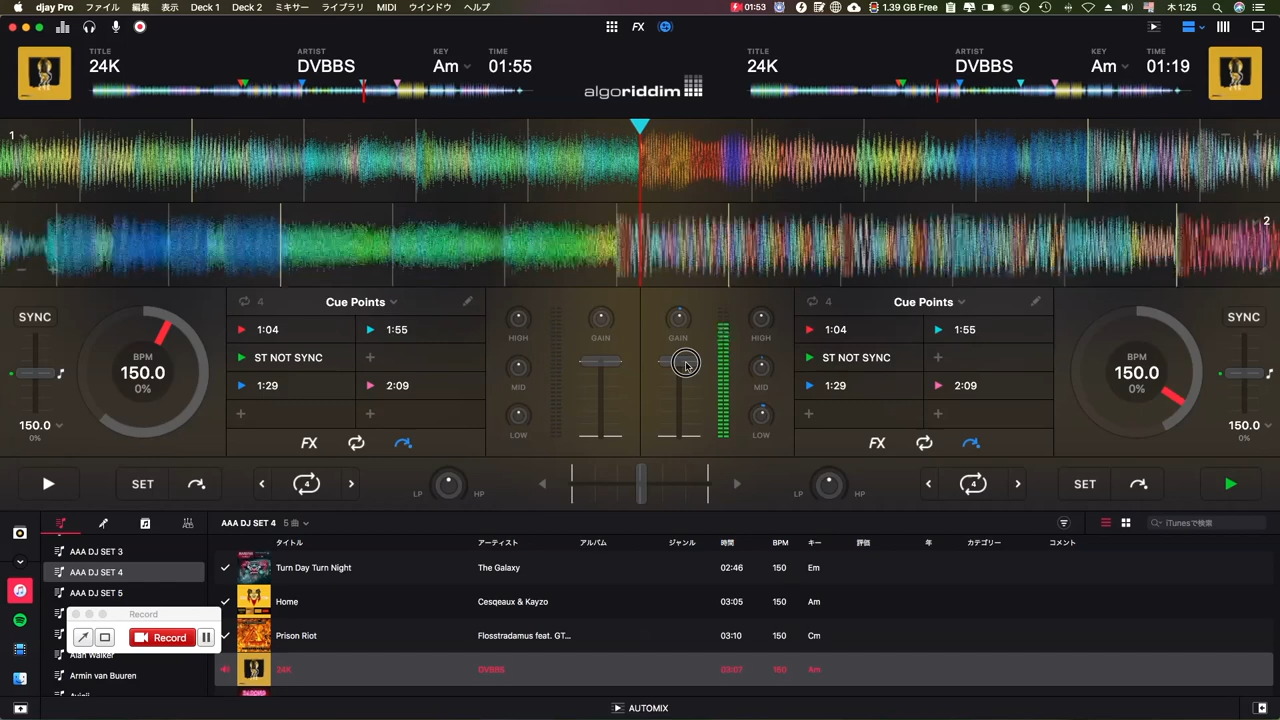 djay Pro ファイル 編集 表示 Deck 1 Deck 2 ミキサー ライブラリ MIDI ウインドウ ヘルプ 01:53 1.39 GB Free 木 1:25
FX
TITLE ARTIST KEY TIME
24K DVBBS Am 01:55
algoriddim
TITLE ARTIST KEY TIME
24K DVBBS Am 01:19
1
2
SYNC 4 Cue Points GAIN HIGH 4 Cue Points SYNC
1:04 1:55 HIGH GAIN GAIN HIGH 1:04 1:55
BPM
150.0
0%
ST NOT SYNC
1:29 2:09
MID MID
ST NOT SYNC
1:29 2:09
BPM
150.0
0%
150.0
0%
LOW LOW
150.0
0%
FX FX
SET 4 LP HP LP HP 4 SET
AAA DJ SET 4 5 曲 iTunesで検索
タイトル アーティスト アルバム ジャンル 時間 BPM キー 評価 年 カテゴリー コメント
AAA DJ SET 3
AAA DJ SET 4
AAA DJ SET 5
Record
Record
Alan Walker
Armin van Buuren
Avicii
Turn Day Turn Night The Galaxy 02:46 150 Em
Home Cesqeaux & Kayzo 03:05 150 Am
Prison Riot Flosstradamus feat. GT... 03:10 150 Cm
24K DVBBS 03:07 150 Am
AUTOMIX